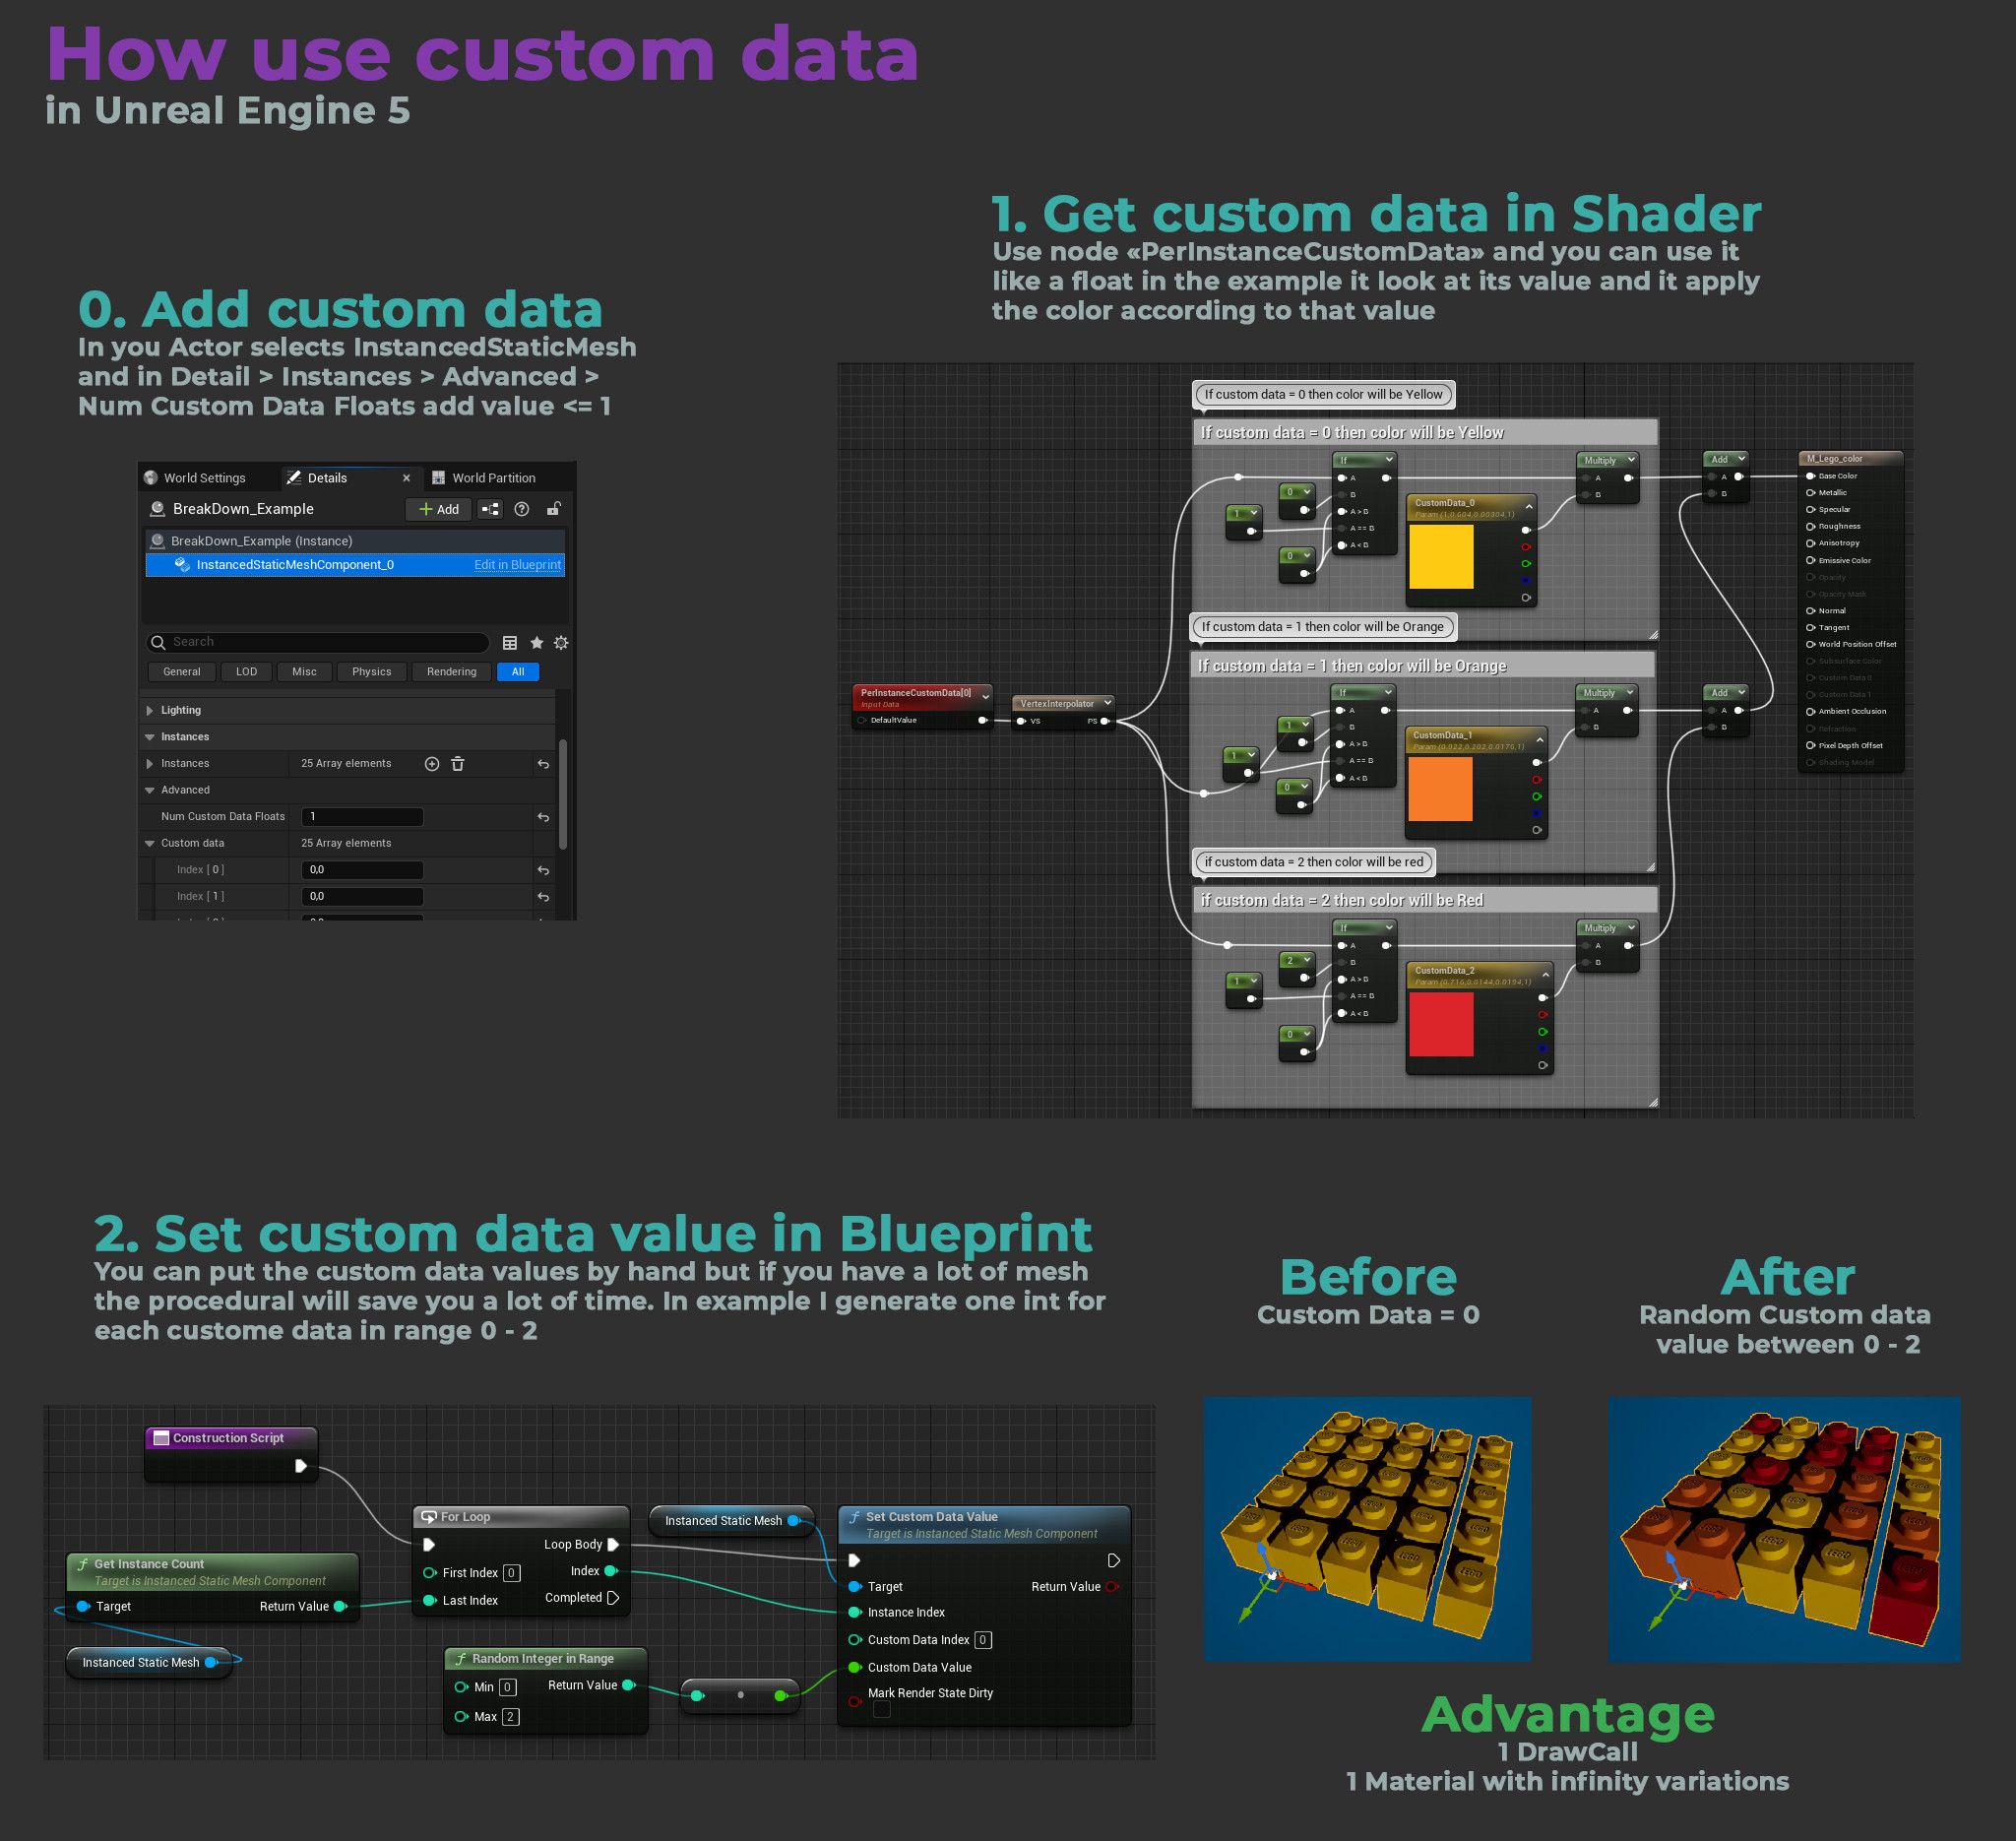 How use custom data
in Unreal Engine 5
0. Add custom data
In you Actor selects InstancedStaticMesh
and in Detail > Instances > Advanced >
Num Custom Data Floats add value <= 1
World Settings
Details
×
World Partition
BreakDown_Example
+ Add
BreakDown_Example (Instance)
InstancedStaticMeshComponent_0
Edit in Blueprint
Search
General
LOD
Misc
Physics
Rendering
All
Lighting
Instances
Instances
25 Array elements
Advanced
Num Custom Data Floats
1
Custom data
25 Array elements
Index [ 0 ]
0,0
Index [ 1 ]
0,0
1. Get custom data in Shader
Use node «PerInstanceCustomData» and you can use it
like a float in the example it look at its value and it apply
the color according to that value
PerInstanceCustomData[0]
Input Data
DefaultValue
VertexInterpolator
VS
PS
If custom data = 0 then color will be Yellow
If custom data = 0 then color will be Yellow
1
0
0
If
A
B
A > B
A == B
A < B
CustomData_0
Multiply
A
B
Add
A
B
If custom data = 1 then color will be Orange
If custom data = 1 then color will be Orange
1
1
0
If
A
B
A > B
A == B
A < B
CustomData_1
Multiply
A
B
Add
A
B
if custom data = 2 then color will be red
if custom data = 2 then color will be Red
1
2
0
If
A
B
A > B
A == B
A < B
CustomData_2
Multiply
A
B
M_Lego_color
Base Color
Metallic
Specular
Roughness
Anisotropy
Emissive Color
Opacity
Opacity Mask
Normal
Tangent
World Position Offset
Subsurface Color
Custom Data 0
Custom Data 1
Ambient Occlusion
Refraction
Pixel Depth Offset
Shading Model
2. Set custom data value in Blueprint
You can put the custom data values by hand but if you have a lot of mesh
the procedural will save you a lot of time. In example I generate one int for
each custome data in range 0 - 2
Construction Script
Get Instance Count
Target is Instanced Static Mesh Component
Target
Return Value
Instanced Static Mesh
For Loop
Loop Body
First Index 0
Index
Last Index
Completed
Random Integer in Range
Min 0
Return Value
Max 2
Instanced Static Mesh
Set Custom Data Value
Target is Instanced Static Mesh Component
Target
Return Value
Instance Index
Custom Data Index 0
Custom Data Value
Mark Render State Dirty
Before
Custom Data = 0
After
Random Custom data
value between 0 - 2
Advantage
1 DrawCall
1 Material with infinity variations